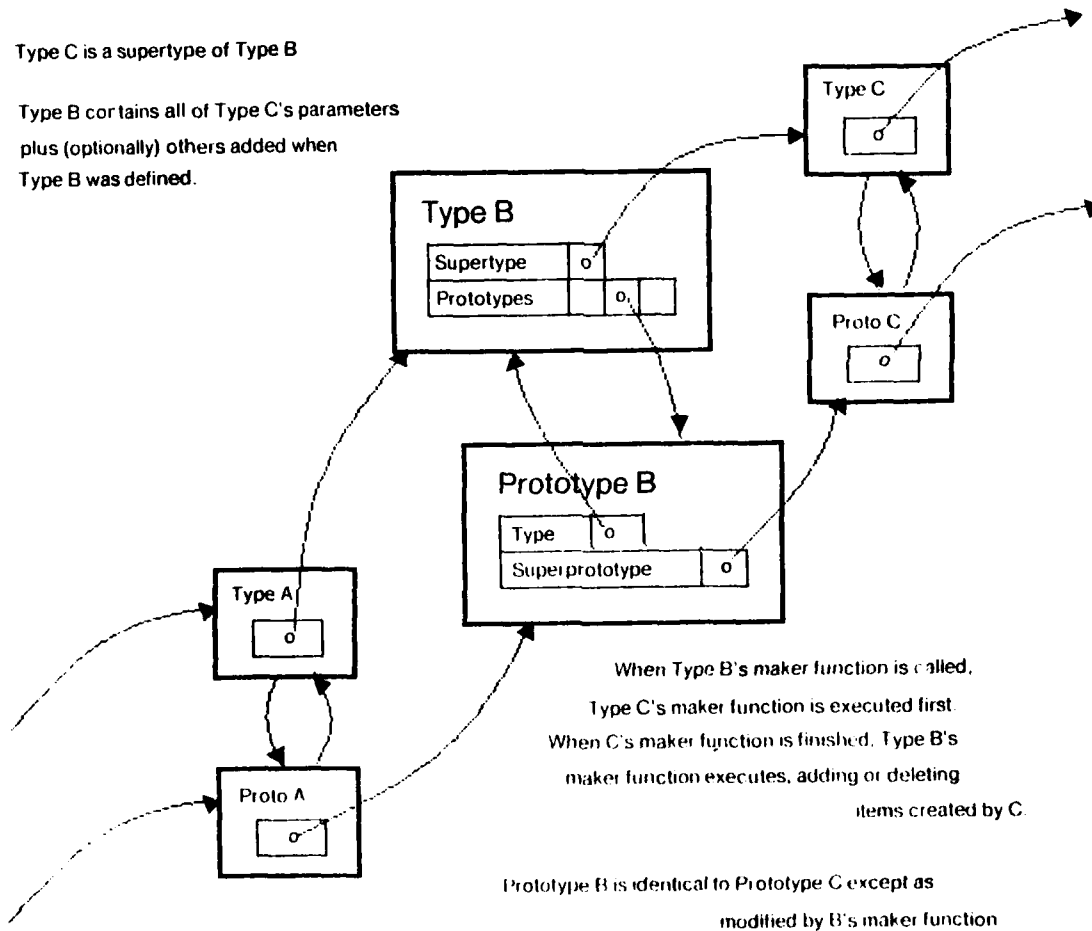 Type C is a supertype of Type B
Type B cor tains all of Type C's parameters
plus (optionally) others added when
Type B was defined.
Type C
o
Type B
Supertype o
Prototypes o
Proto C
o
Prototype B
Type o
Superprototype o
Type A
o
Proto A
o
When Type B's maker function is called,
Type C's maker function is executed first.
When C's maker function is finished, Type B's
maker function executes, adding or deleting
items created by C.
Prototype B is identical to Prototype C except as
modified by B's maker function